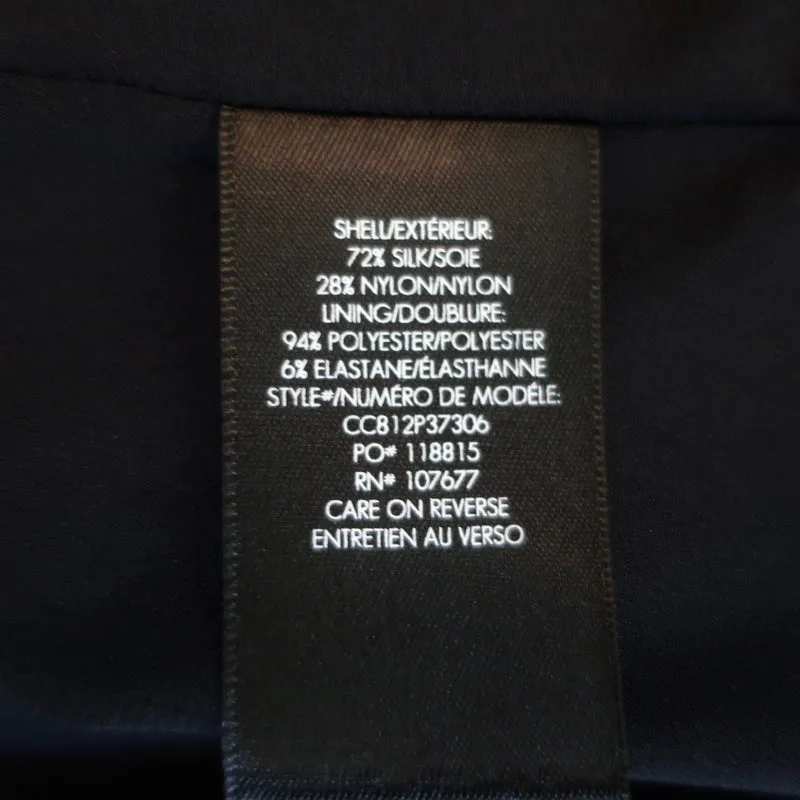 SHELL/EXTÉRIEUR:
72% SILK/SOIE
28% NYLON/NYLON
LINING/DOUBLURE:
94% POLYESTER/POLYESTER
6% ELASTANE/ÉLASTHANNE
STYLE#/NUMÉRO DE MODÉLE:
CC812P37306
PO# 118815
RN# 107677
CARE ON REVERSE
ENTRETIEN AU VERSO